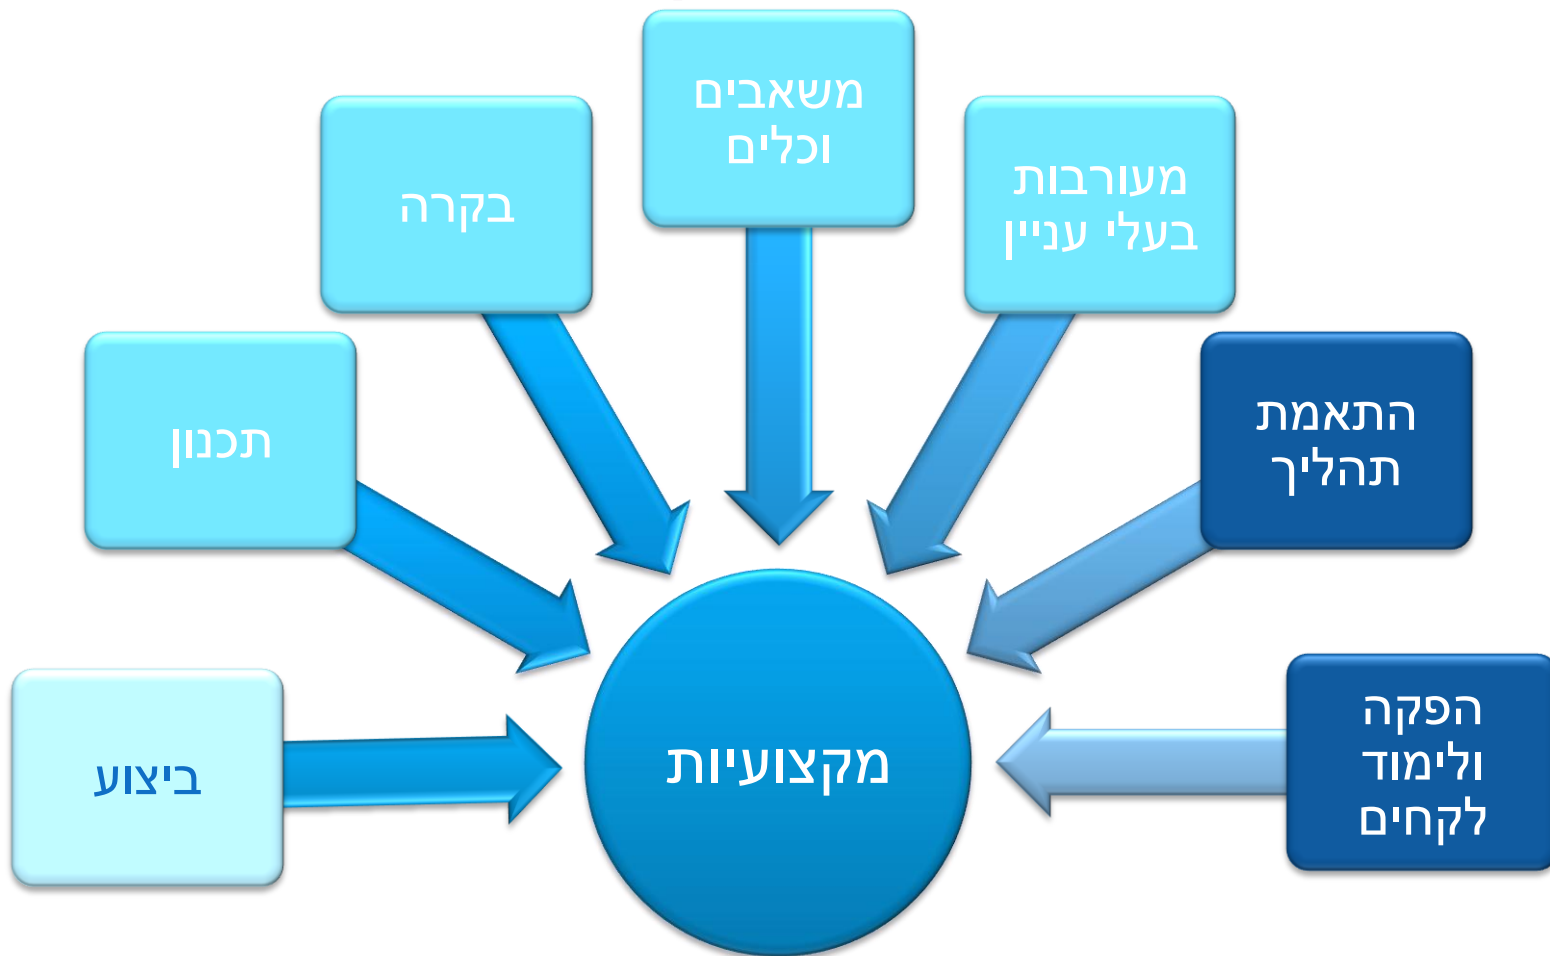 משאבים
וכלים
מעורבות
בעלי עניין
בקרה
התאמת
תהליך
תכנון
הפקה
ולימוד
לקחים
מקצועיות
ביצוע